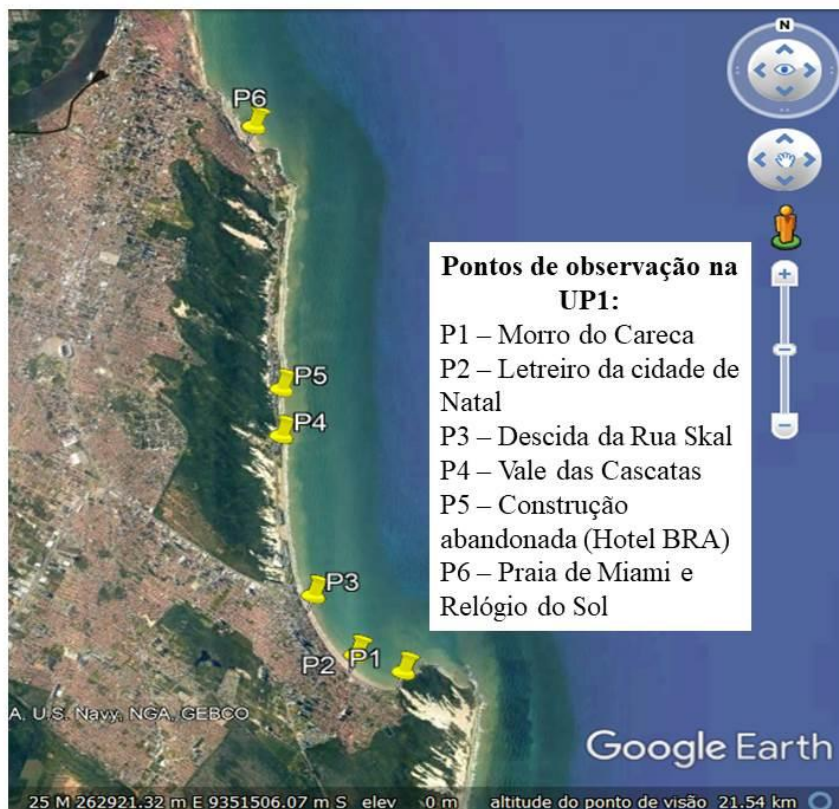 N
P6
Pontos de observação na
UP1:
P1 – Morro do Careca
P2 – Letreiro da cidade de
Natal
P3 – Descida da Rua Skal
P4 – Vale das Cascatas
P5 – Construção
abandonada (Hotel BRA)
P6 – Praia de Miami e
Relógio do Sol
P5
P4
P3
P2 P1
A, U.S. Navy, NGA, GEBCO
Google Earth
25 M 262921.32 m E 9351506.07 m S elev 0 m altitude do ponto de visão 21.54 km